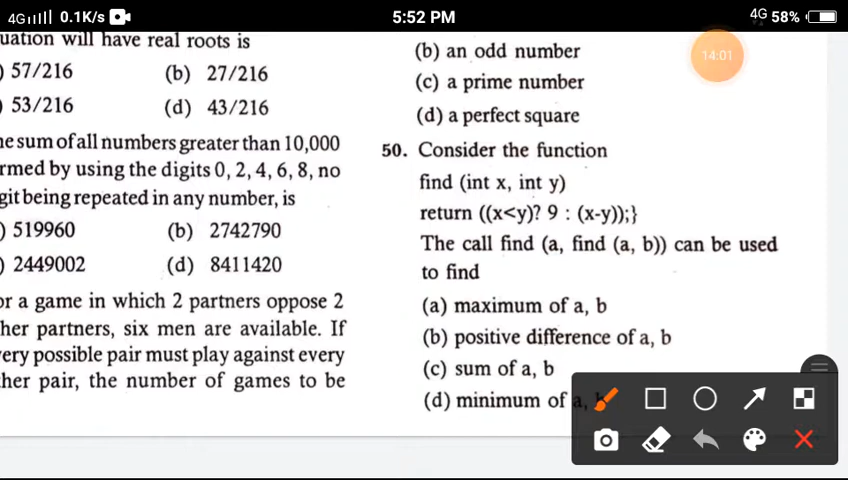 4G 0.1K/s 5:52 PM 4G 58%
14:01
uation will have real roots is
) 57/216 (b) 27/216
53/216 (d) 43/216
sum of all numbers greater than 10,000
rmed by using the digits 0, 2, 4, 6, 8, no
git being repeated in any number, is
) 519960 (b) 2742790
) 2449002 (d) 8411420
or a game in which 2 partners oppose 2
her partners, six men are available. If
very possible pair must play against every
her pair, the number of games to be
(b) an odd number
(c) a prime number
(d) a perfect square
50. Consider the function
find (int x, int y)
return ((x<y)? 9 : (x-y));}
The call find (a, find (a, b)) can be used
to find
(a) maximum of a, b
(b) positive difference of a, b
(c) sum of a, b
(d) minimum of a,